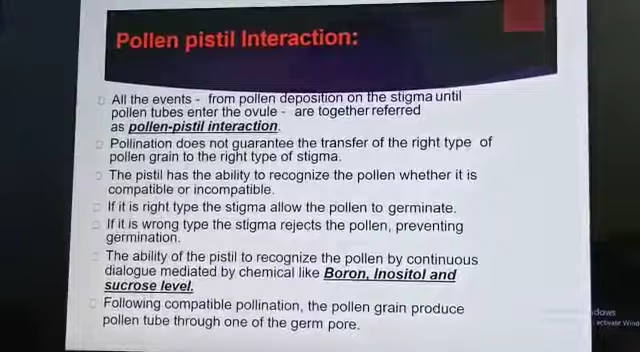 Pollen pistil Interaction:
All the events - from pollen deposition on the stigma until
pollen tubes enter the ovule - are together referred
as pollen-pistil interaction.
Pollination does not guarantee the transfer of the right type of
pollen grain to the right type of stigma.
The pistil has the ability to recognize the pollen whether it is
compatible or incompatible.
If it is right type the stigma allow the pollen to germinate.
If it is wrong type the stigma rejects the pollen, preventing
germination.
The ability of the pistil to recognize the pollen by continuous
dialogue mediated by chemical like Boron, Inositol and
sucrose level.
Following compatible pollination, the pollen grain produce
pollen tube through one of the germ pore.
dows
activate Wind